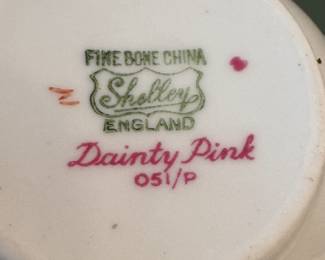 FINE BONE CHINA
Shelley
ENGLAND
Dainty Pink
051/P